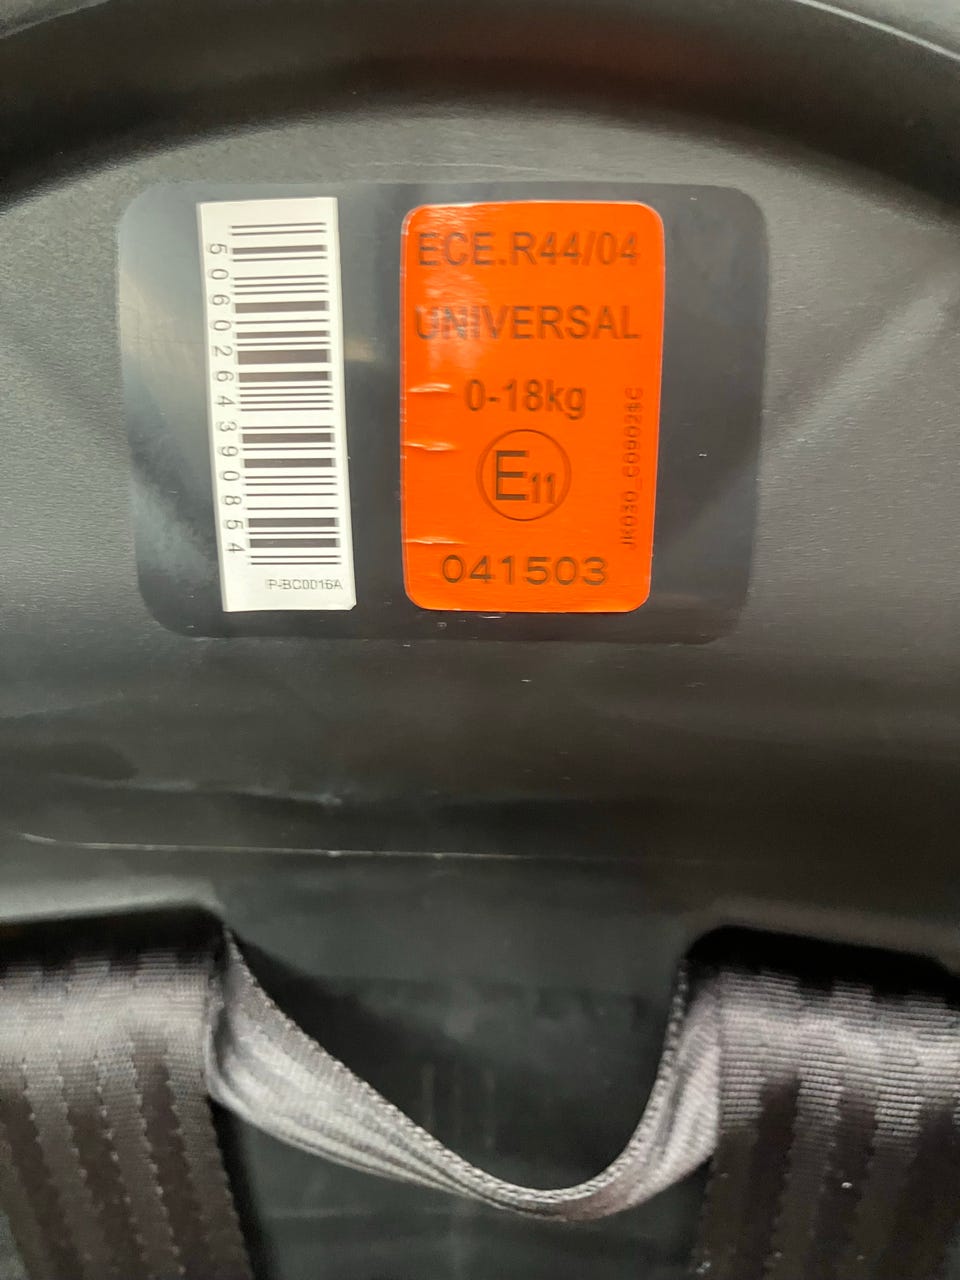 5060264390854
P-BC0016A
ECE.R44/04
UNIVERSAL
0-18kg
E11
041503